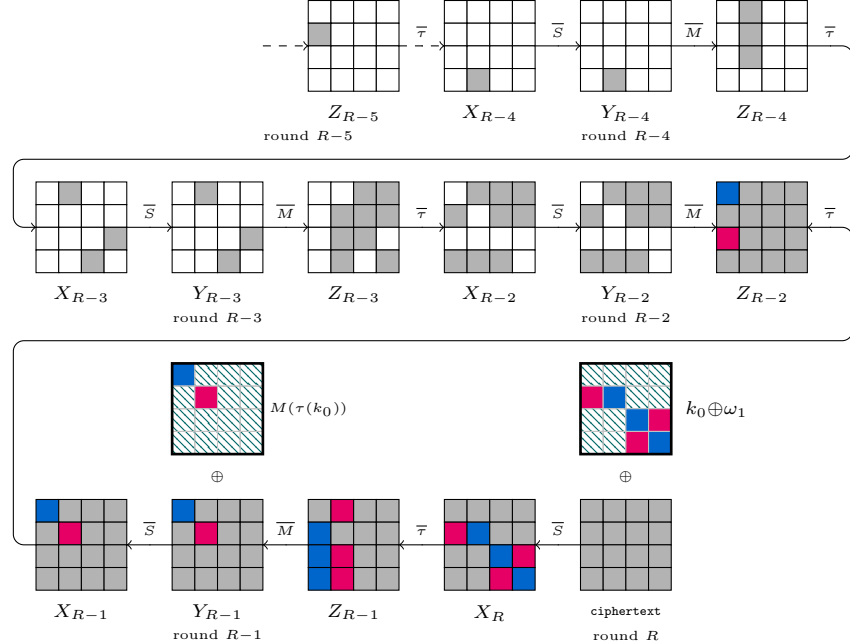 τ̅ S̅ M̅ τ̅
Z_{R−5} X_{R−4} Y_{R−4} Z_{R−4}
round R−5 round R−4
S̅ M̅ τ̅ S̅ M̅ τ̅
X_{R−3} Y_{R−3} Z_{R−3} X_{R−2} Y_{R−2} Z_{R−2}
round R−3 round R−2
M(τ(k_0)) k_0⊕ω_1
⊕ ⊕
S̅ M̅ τ̅ S̅
X_{R−1} Y_{R−1} Z_{R−1} X_R ciphertext
round R−1 round R